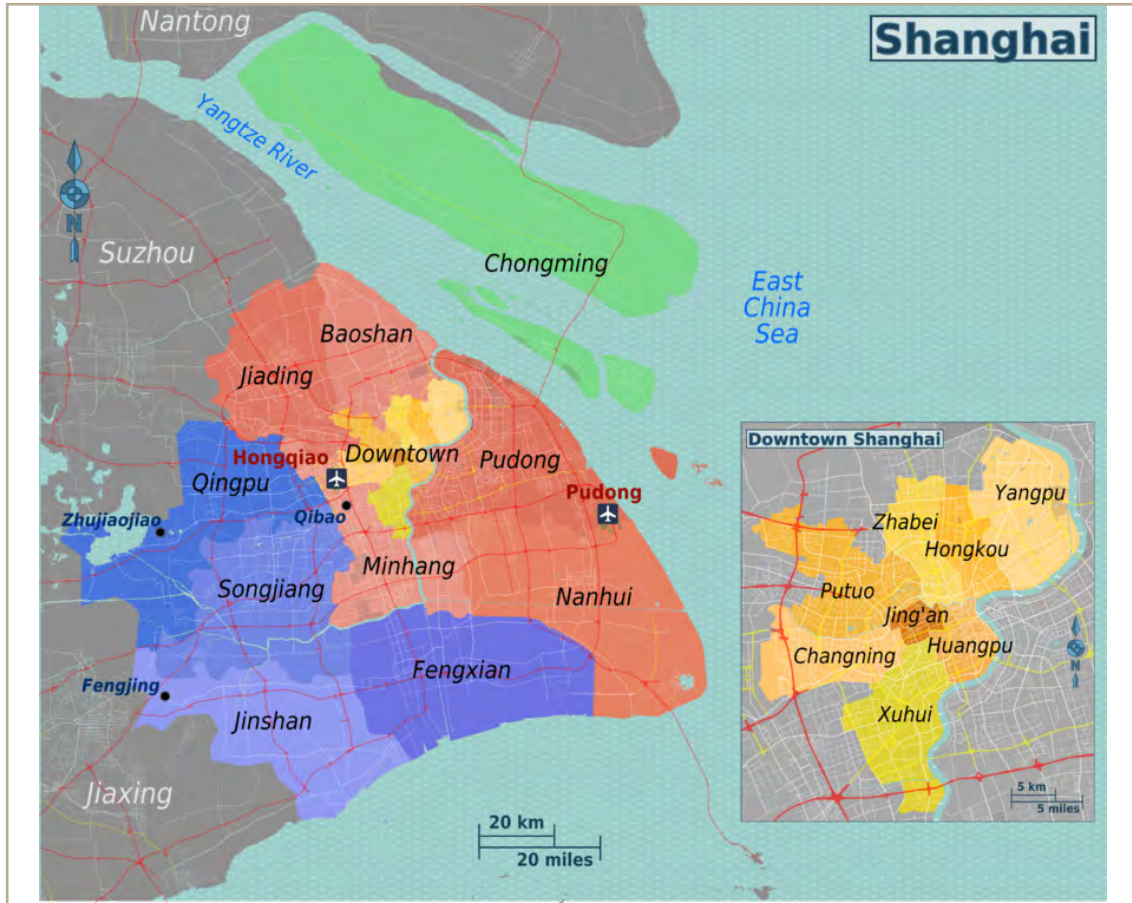 Nantong
Shanghai
Yangtze River
N
Suzhou
Chongming
East
China
Sea
Baoshan
Jiading
Downtown Shanghai
Hongqiao
Downtown
Pudong
Qingpu
Pudong
Zhujiaojiao
Qibao
Minhang
Songjiang
Nanhui
Fengxian
Fengjing
Jinshan
Jiaxing
20 km
20 miles
Yangpu
Zhabei
Hongkou
Putuo
Jing'an
Huangpu
Changning
N
Xuhui
5 km
5 miles